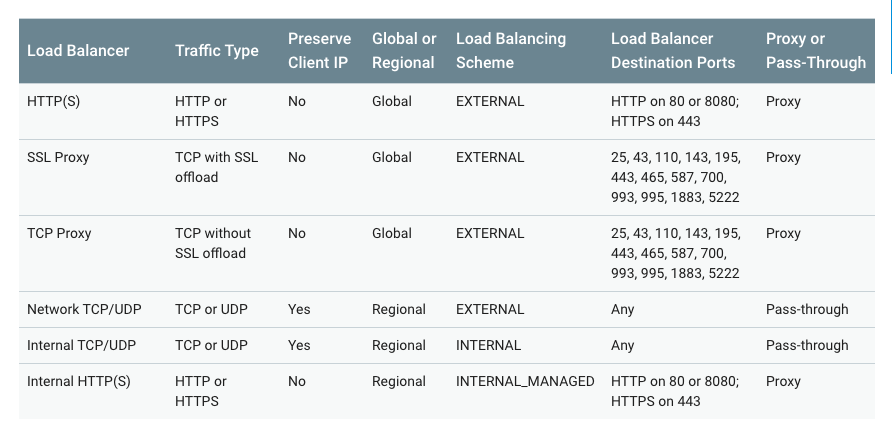 Load Balancer
Traffic Type
Preserve
Client IP
Global or
Regional
Load Balancing
Scheme
Load Balancer
Destination Ports
Proxy or
Pass-Through
HTTP(S)
HTTP or
HTTPS
No
Global
EXTERNAL
HTTP on 80 or 8080;
HTTPS on 443
Proxy
SSL Proxy
TCP with SSL
offload
No
Global
EXTERNAL
25, 43, 110, 143, 195,
443, 465, 587, 700,
993, 995, 1883, 5222
Proxy
TCP Proxy
TCP without
SSL offload
No
Global
EXTERNAL
25, 43, 110, 143, 195,
443, 465, 587, 700,
993, 995, 1883, 5222
Proxy
Network TCP/UDP
TCP or UDP
Yes
Regional
EXTERNAL
Any
Pass-through
Internal TCP/UDP
TCP or UDP
Yes
Regional
INTERNAL
Any
Pass-through
Internal HTTP(S)
HTTP or
HTTPS
No
Regional
INTERNAL_MANAGED
HTTP on 80 or 8080;
HTTPS on 443
Proxy